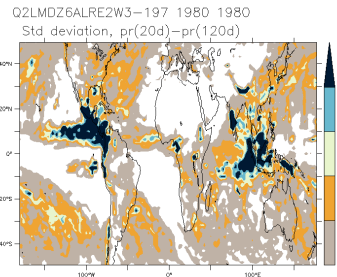 Q2LMDZ6ALRE2W3-197 1980 1980
Std deviation, pr(20d)-pr(120d)
40°N
20°N
0°
20°S
40°S
100°W 0° 100°E